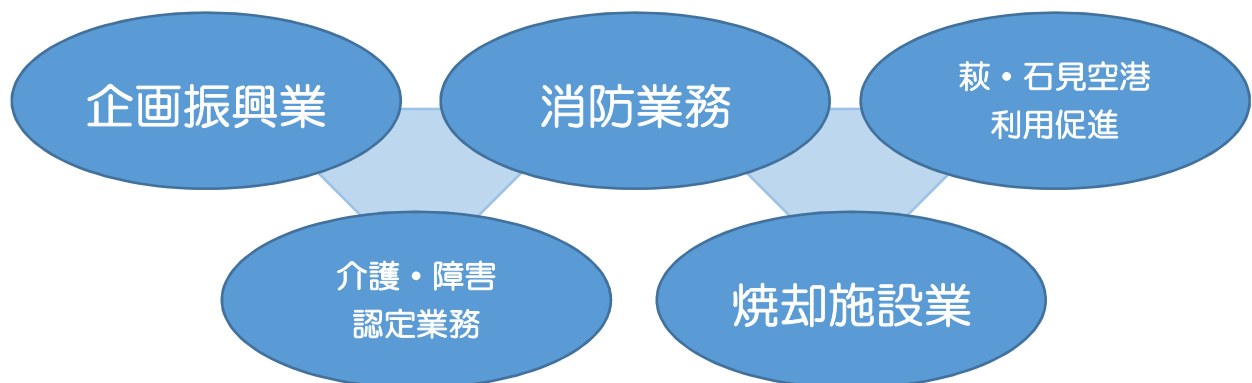 企画振興業
消防業務
萩・石見空港
利用促進
介護・障害
認定業務
焼却施設業